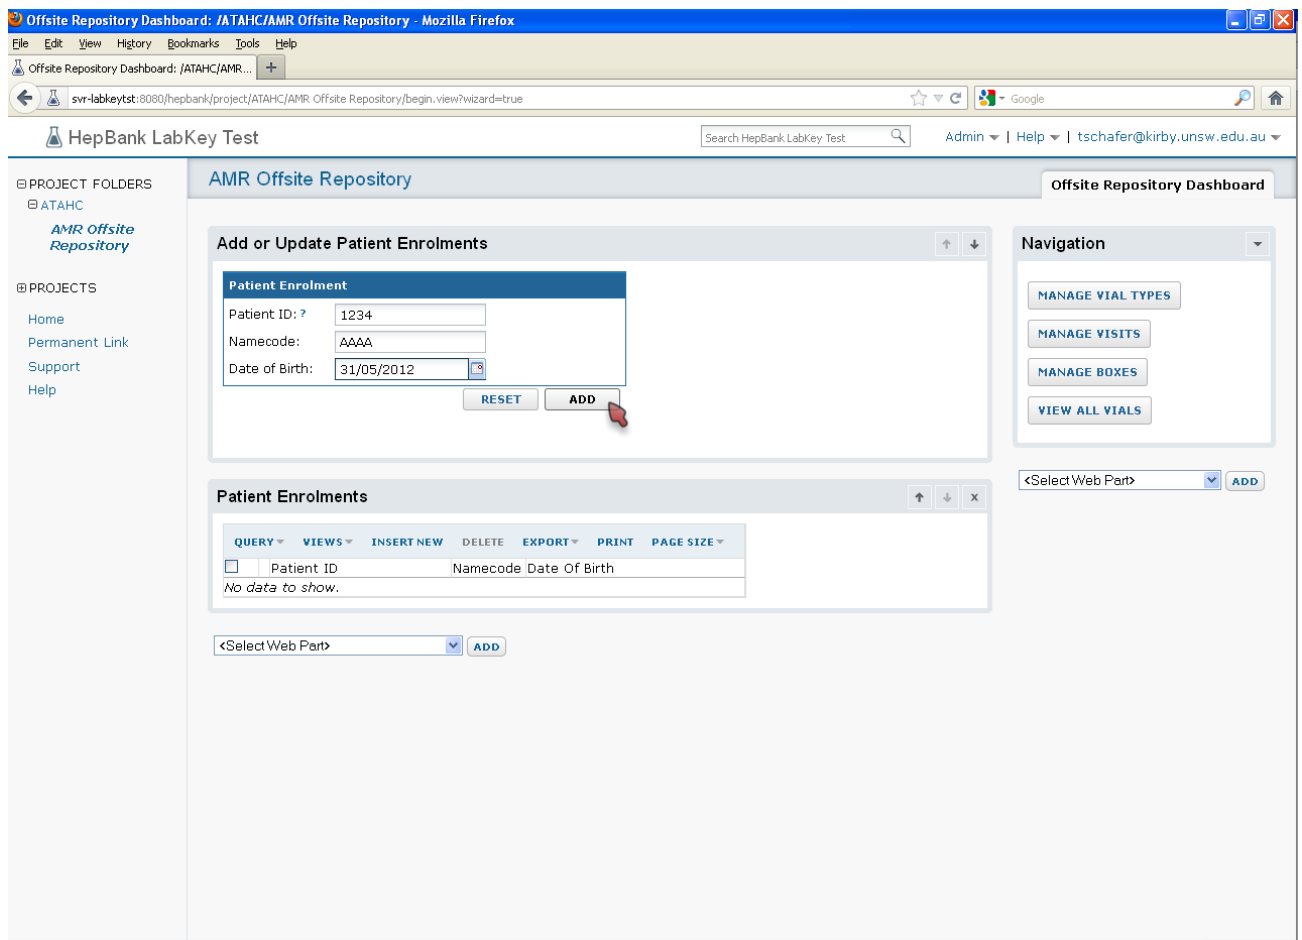 Offsite Repository Dashboard: /ATAHC/AMR Offsite Repository - Mozilla Firefox
File Edit View History Bookmarks Tools Help
Offsite Repository Dashboard: /ATAHC/AMR... +
svr-labkeytst:8080/hepbank/project/ATAHC/AMR Offsite Repository/begin.view?wizard=true
Google
HepBank LabKey Test
Search HepBank LabKey Test
Admin | Help | tschafer@kirby.unsw.edu.au
PROJECT FOLDERS
ATAHC
AMR Offsite
Repository
PROJECTS
Home
Permanent Link
Support
Help
AMR Offsite Repository
Offsite Repository Dashboard
Add or Update Patient Enrolments
Patient Enrolment
Patient ID: ? 1234
Namecode: AAAA
Date of Birth: 31/05/2012
RESET ADD
Patient Enrolments
QUERY VIEWS INSERT NEW DELETE EXPORT PRINT PAGE SIZE
Patient ID Namecode Date Of Birth
No data to show.
<Select Web Part> ADD
Navigation
MANAGE VIAL TYPES
MANAGE VISITS
MANAGE BOXES
VIEW ALL VIALS
<Select Web Part> ADD